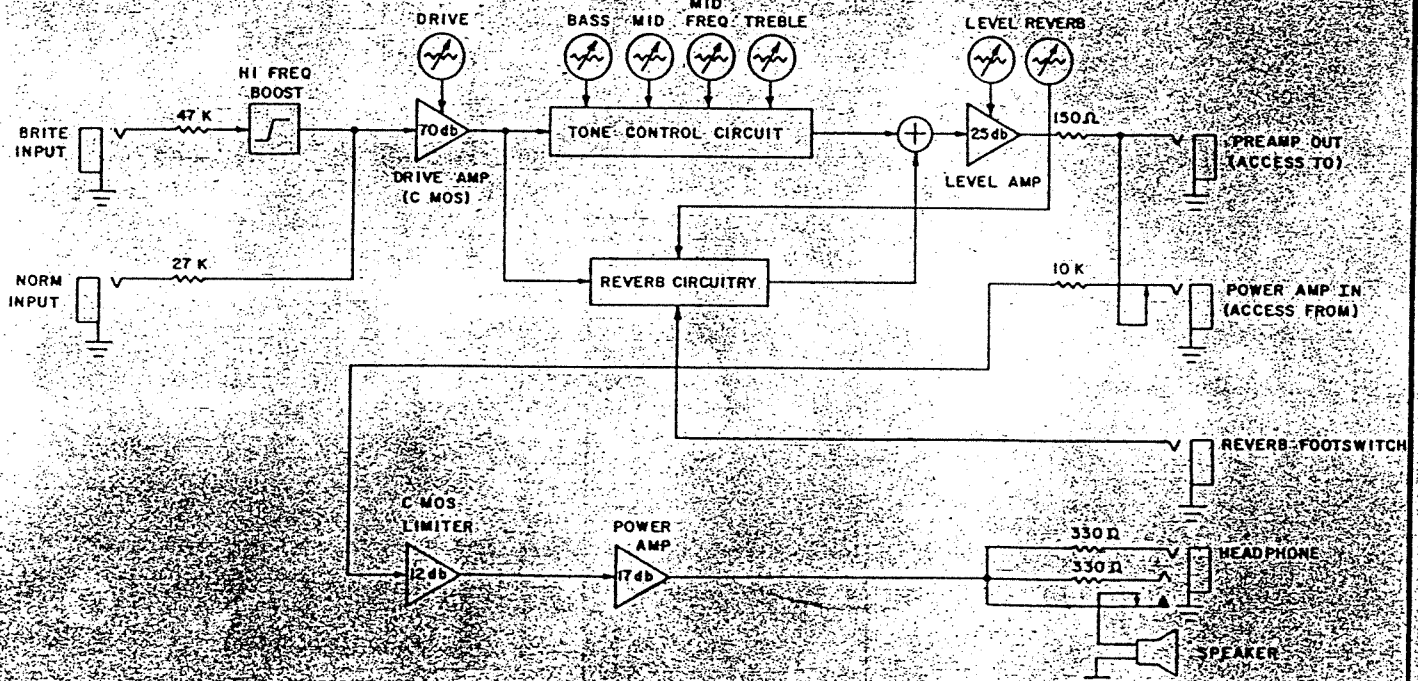 DRIVE
BASS MID MID FREQ TREBLE
LEVEL REVERB
HI FREQ
BOOST
47 K
BRITE
INPUT
70db
DRIVE AMP
(C MOS)
TONE CONTROL CIRCUIT
+
25db
LEVEL AMP
150Ω
PREAMP OUT
(ACCESS TO)
NORM
INPUT
27 K
REVERB CIRCUITRY
10 K
POWER AMP IN
(ACCESS FROM)
REVERB FOOTSWITCH
C MOS
LIMITER
12db
POWER
AMP
17db
330Ω
330Ω
HEADPHONE
SPEAKER